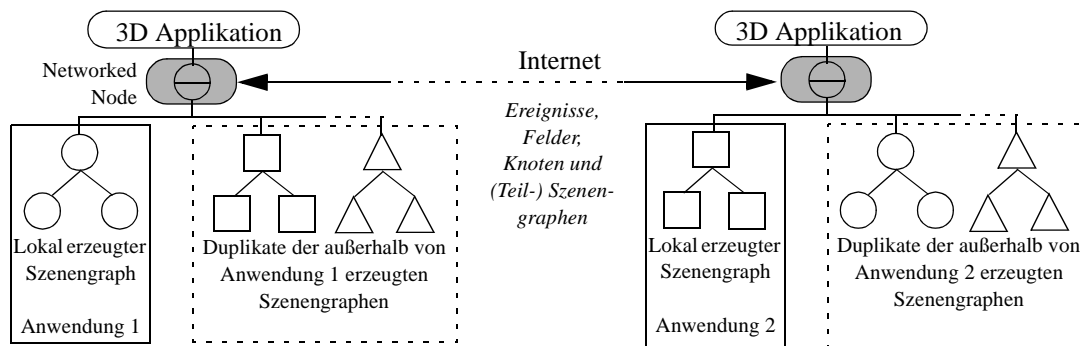 3D Applikation
Networked
Node
Lokal erzeugter
Szenengraph
Anwendung 1
Duplikate der außerhalb von
Anwendung 1 erzeugten
Szenengraphen
Internet
Ereignisse,
Felder,
Knoten und
(Teil-) Szenen-
graphen
3D Applikation
Lokal erzeugter
Szenengraph
Anwendung 2
Duplikate der außerhalb von
Anwendung 2 erzeugten
Szenengraphen